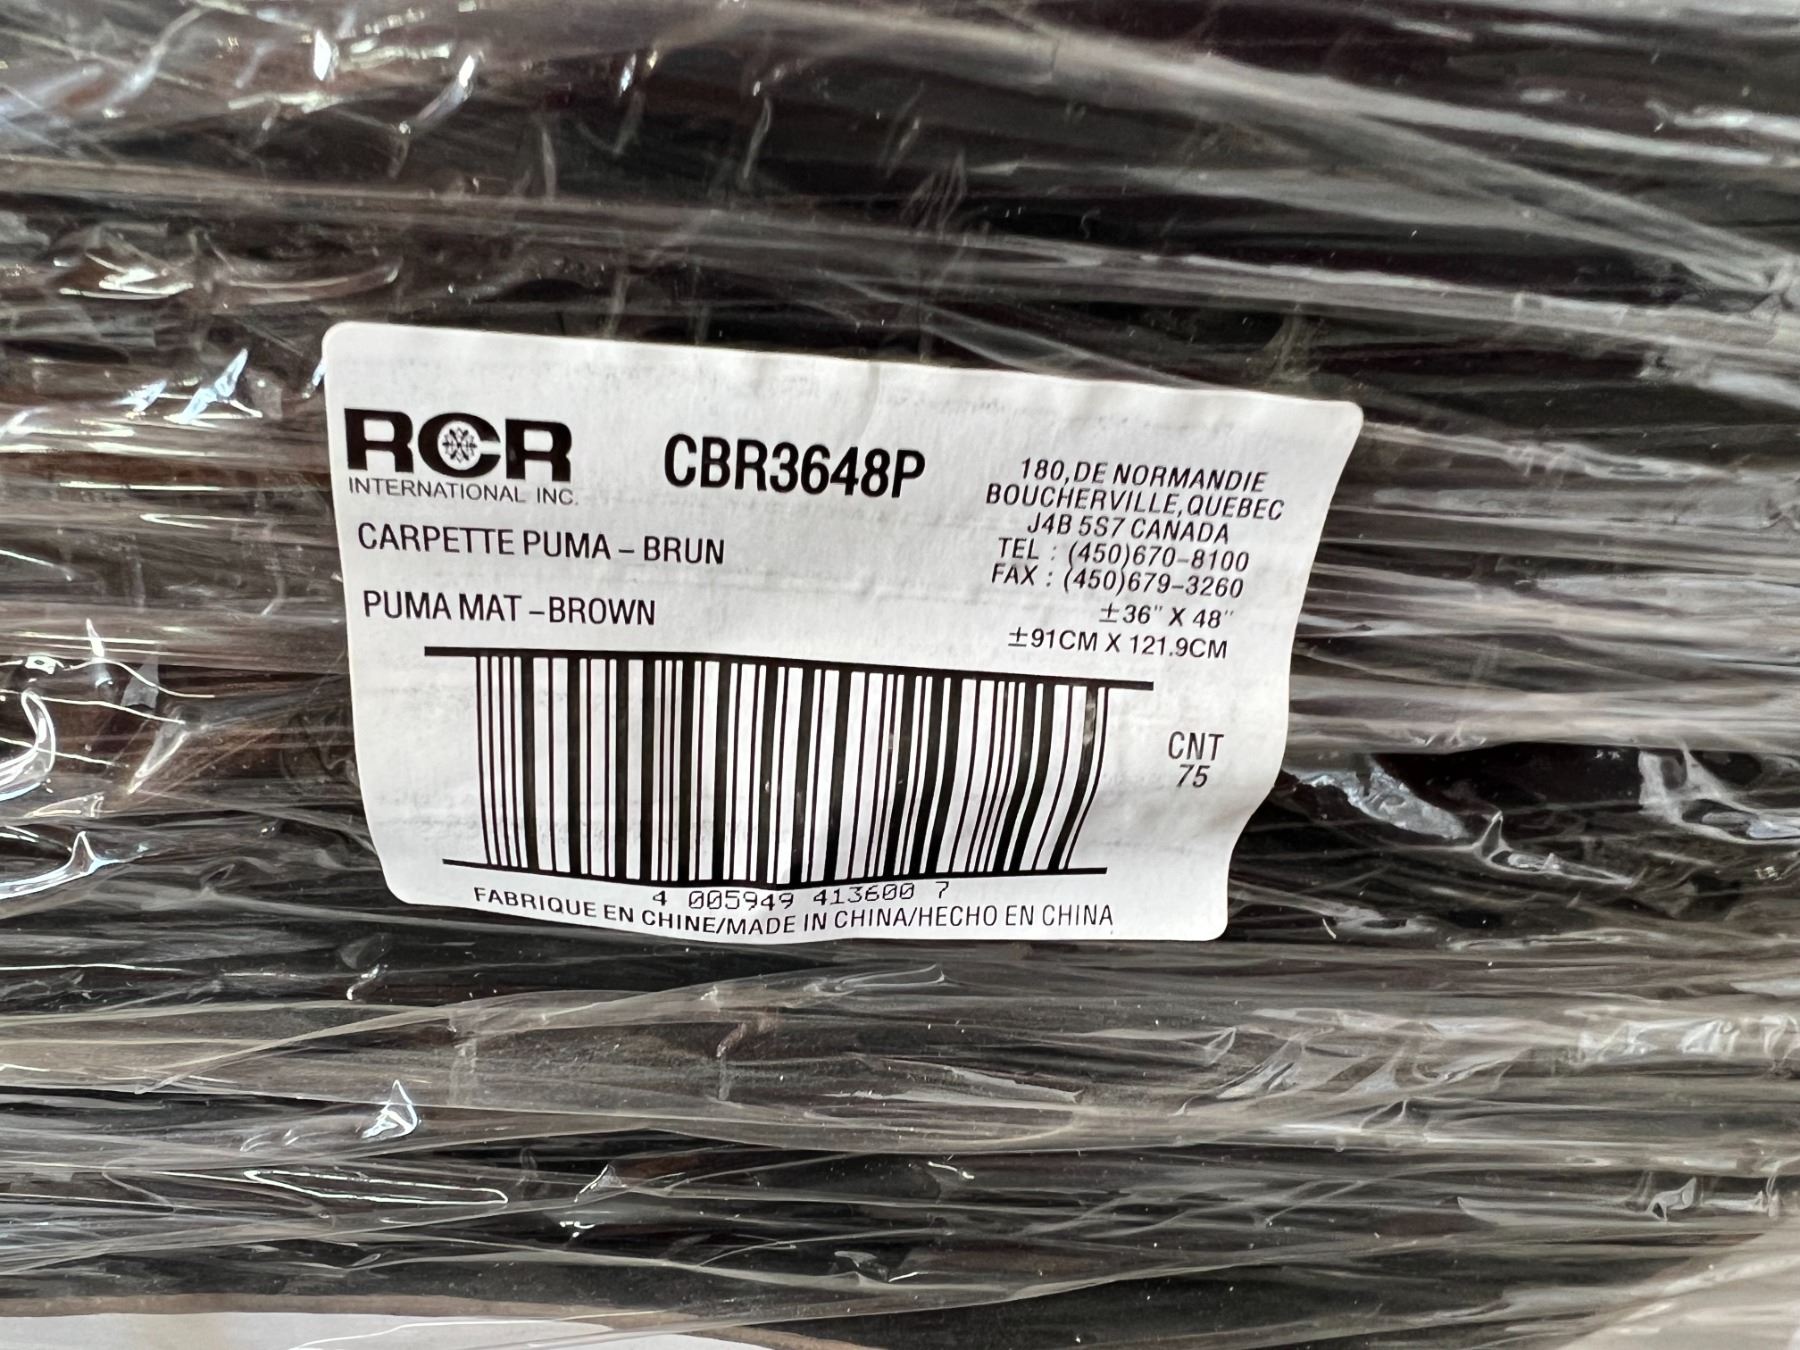 RCR
INTERNATIONAL INC.
CBR3648P
180,DE NORMANDIE
BOUCHERVILLE,QUEBEC
J4B 5S7 CANADA
TEL : (450)670-8100
FAX : (450)679-3260
±36" X 48"
±91CM X 121.9CM
CARPETTE PUMA – BRUN
PUMA MAT –BROWN
CNT
75
4 005949 413600 7
FABRIQUE EN CHINE/MADE IN CHINA/HECHO EN CHINA